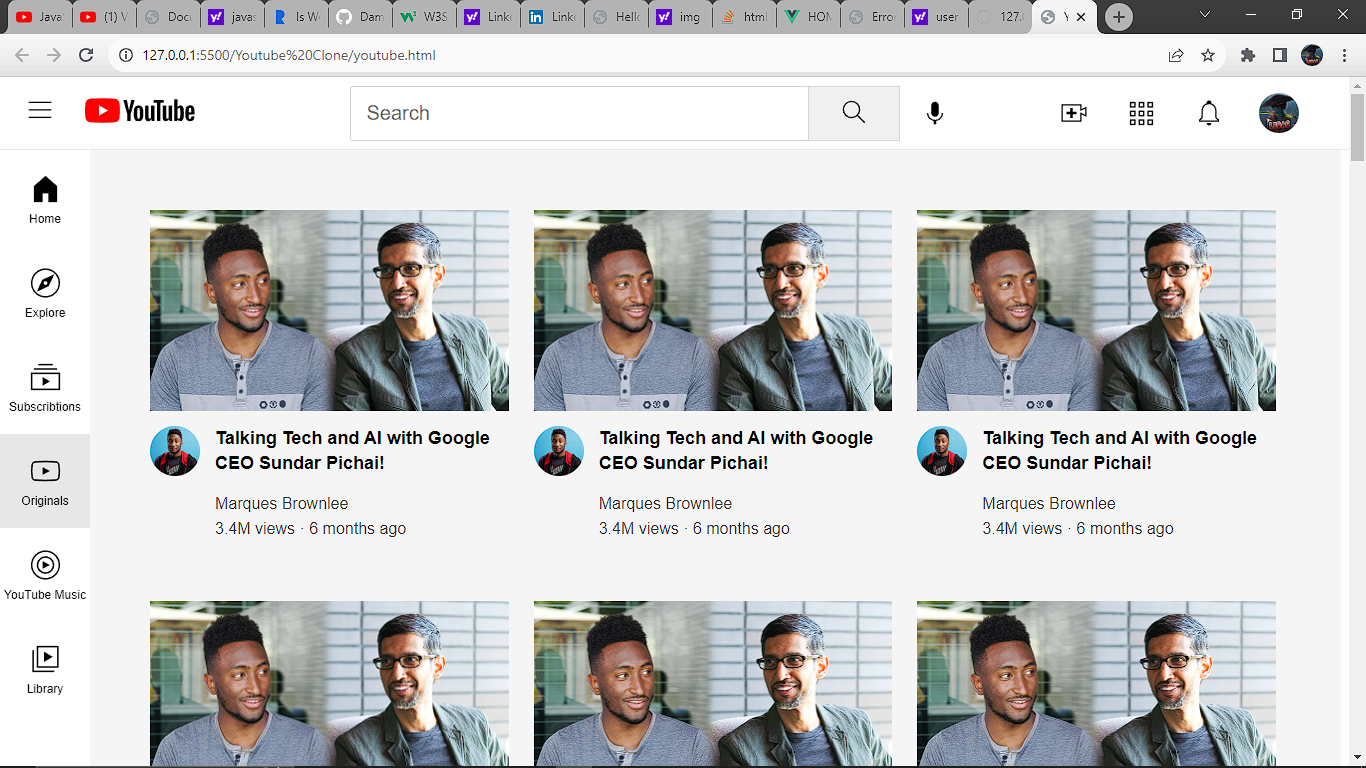 Java
(1) V
Docu
javas
Is W
Dam
W3S
Linke
Linke
Hello
img
html
HOM
Error
user
127.0
Y
127.0.0.1:5500/Youtube%20Clone/youtube.html
YouTube
Search
Home
Explore
Subscribtions
Originals
YouTube Music
Library
Talking Tech and AI with Google
CEO Sundar Pichai!
Marques Brownlee
3.4M views · 6 months ago
Talking Tech and AI with Google
CEO Sundar Pichai!
Marques Brownlee
3.4M views · 6 months ago
Talking Tech and AI with Google
CEO Sundar Pichai!
Marques Brownlee
3.4M views · 6 months ago